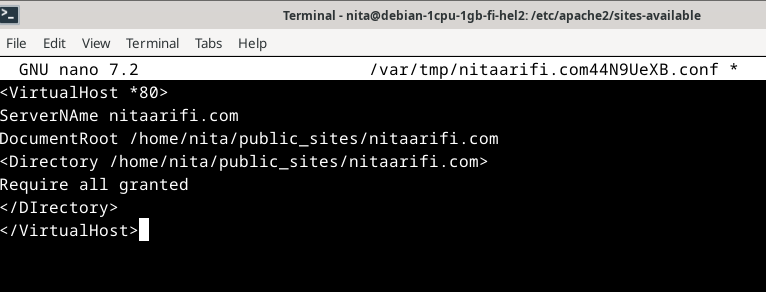 Terminal - nita@debian-1cpu-1gb-fi-hel2: /etc/apache2/sites-available
File Edit View Terminal Tabs Help
GNU nano 7.2 /var/tmp/nitaarifi.com44N9UeXB.conf *
<VirtualHost *80>
ServerNAme nitaarifi.com
DocumentRoot /home/nita/public_sites/nitaarifi.com
<Directory /home/nita/public_sites/nitaarifi.com>
Require all granted
</DIrectory>
</VirtualHost>